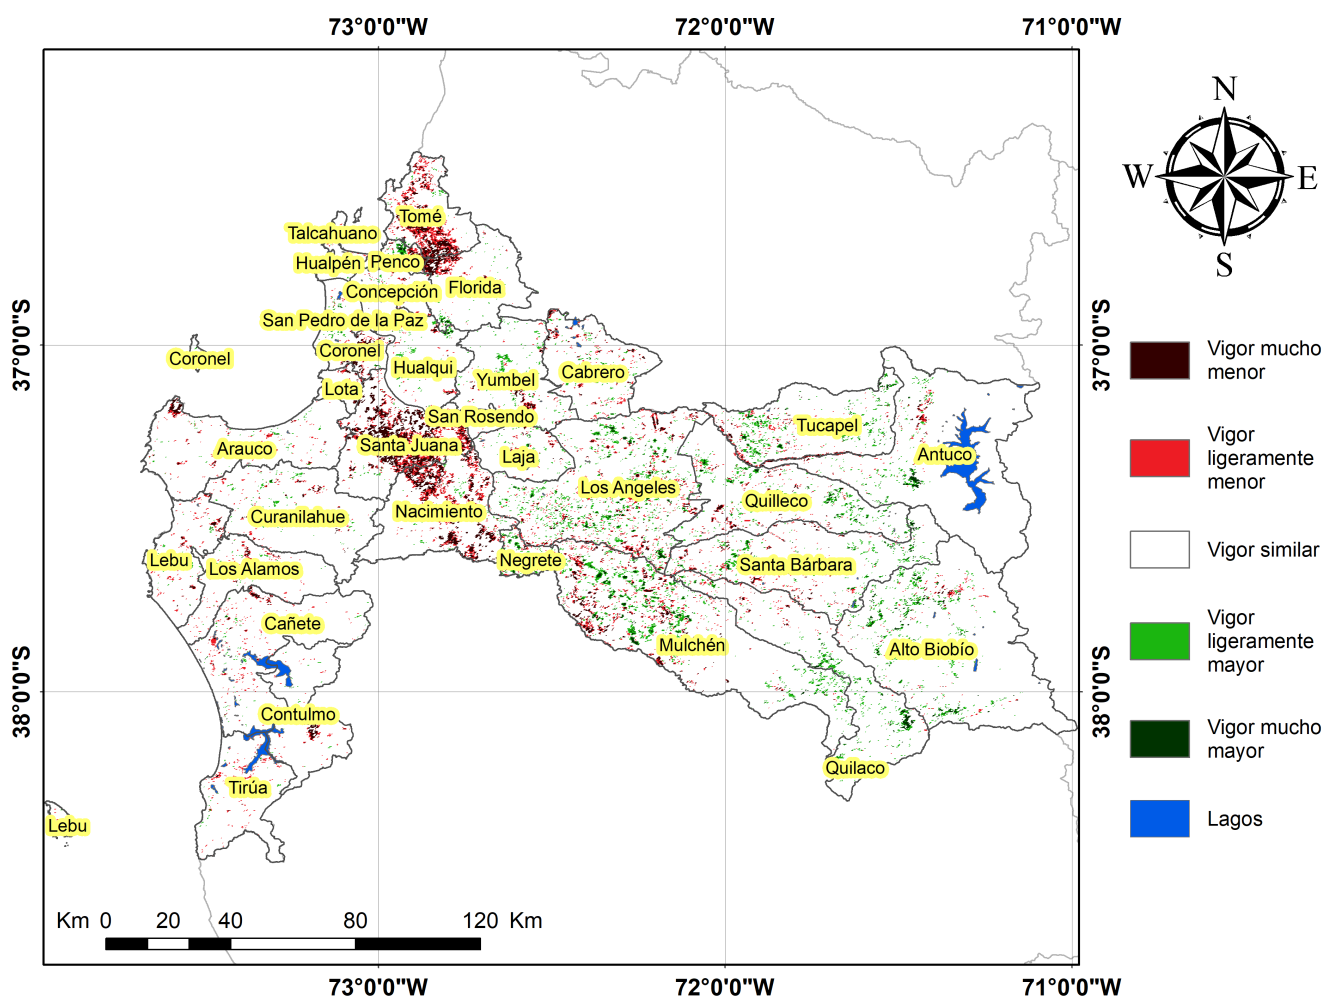 73°0'0"W
72°0'0"W
71°0'0"W
N
W
E
S
37°0'0"S
37°0'0"S
38°0'0"S
38°0'0"S
Tomé
Talcahuano
Hualpén
Penco
Concepción
Florida
San Pedro de la Paz
Coronel
Coronel
Hualqui
Yumbel
Cabrero
Lota
San Rosendo
Tucapel
Arauco
Santa Juana
Laja
Antuco
Los Angeles
Quilleco
Curanilahue
Nacimiento
Lebu
Los Alamos
Negrete
Santa Bárbara
Cañete
Mulchén
Alto Biobío
Contulmo
Quilaco
Tirúa
Lebu
Vigor mucho
menor
Vigor
ligeramente
menor
Vigor similar
Vigor
ligeramente
mayor
Vigor mucho
mayor
Lagos
Km 0 20 40 80 120 Km
73°0'0"W
72°0'0"W
71°0'0"W